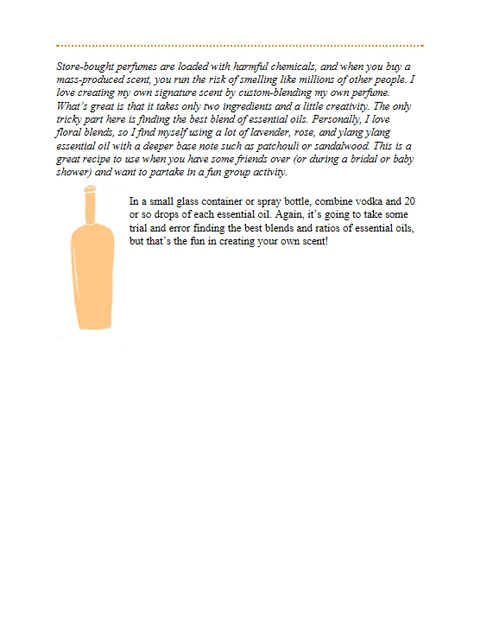 Store-bought perfumes are loaded with harmful chemicals, and when you buy a
mass-produced scent, you run the risk of smelling like millions of other people. I
love creating my own signature scent by custom-blending my own perfume.
What's great is that it takes only two ingredients and a little creativity. The only
tricky part here is finding the best blend of essential oils. Personally, I love
floral blends, so I find myself using a lot of lavender, rose, and ylang ylang
essential oil with a deeper base note such as patchouli or sandalwood. This is a
great recipe to use when you have some friends over (or during a bridal or baby
shower) and want to partake in a fun group activity.
In a small glass container or spray bottle, combine vodka and 20
or so drops of each essential oil. Again, it's going to take some
trial and error finding the best blends and ratios of essential oils,
but that's the fun in creating your own scent!